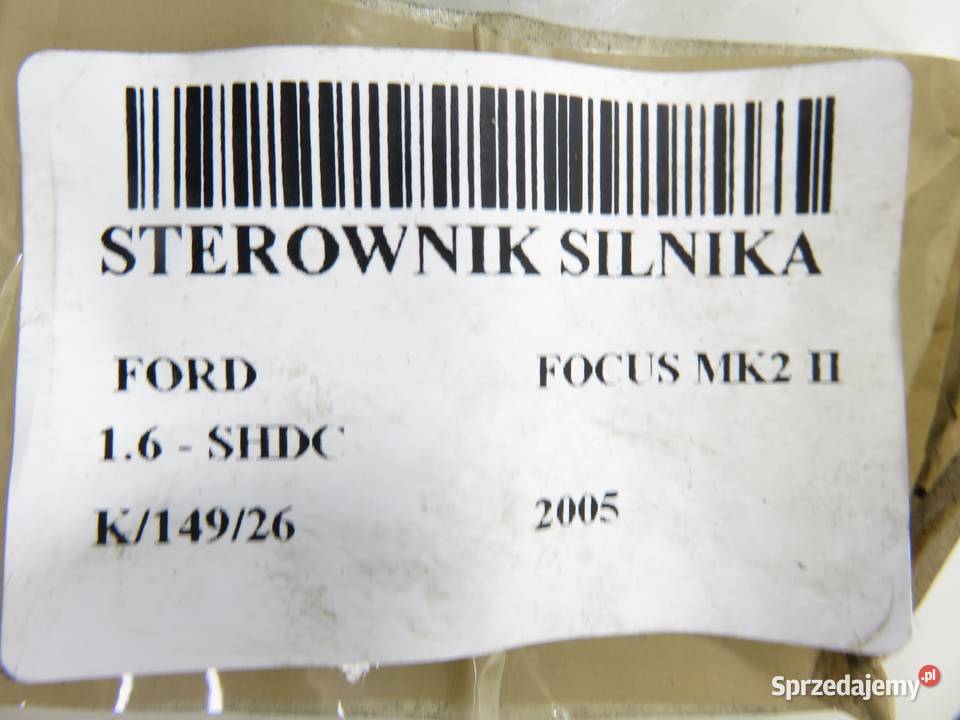 STEROWNIK SILNIKA
FORD FOCUS MK2 II
1.6 - SHDC
K/149/26 2005
Sprzedajemy.pl